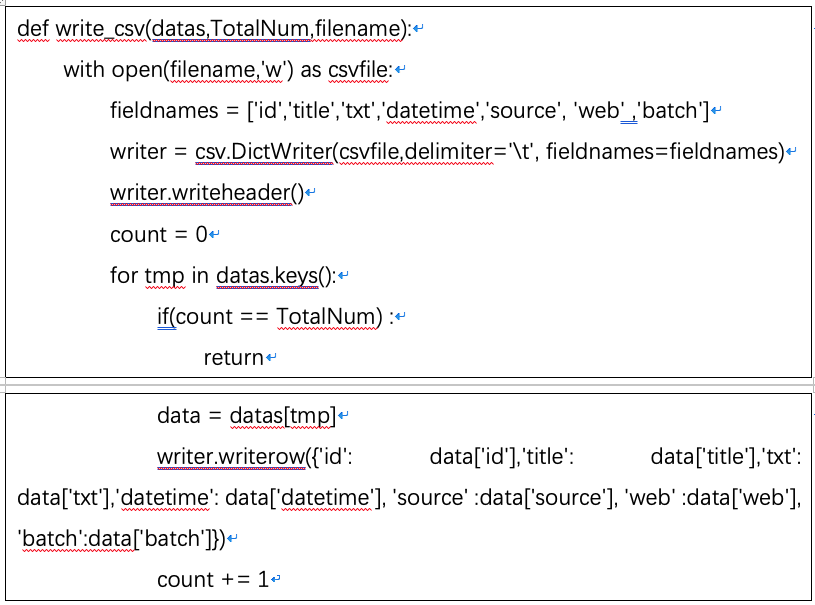 def write_csv(datas,TotalNum,filename):
with open(filename,'w') as csvfile:
fieldnames = ['id','title','txt','datetime','source', 'web' ,'batch']
writer = csv.DictWriter(csvfile,delimiter='\t', fieldnames=fieldnames)
writer.writeheader()
count = 0
for tmp in datas.keys():
if(count == TotalNum) :
return
data = datas[tmp]
writer.writerow({'id': data['id'],'title': data['title'],'txt':
data['txt'],'datetime': data['datetime'], 'source' :data['source'], 'web' :data['web'],
'batch':data['batch']})
count += 1